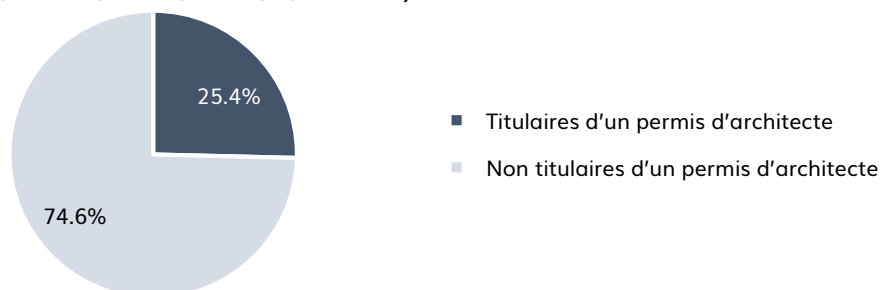 25.4%
Titulaires d’un permis d’architecte
Non titulaires d’un permis d’architecte
74.6%